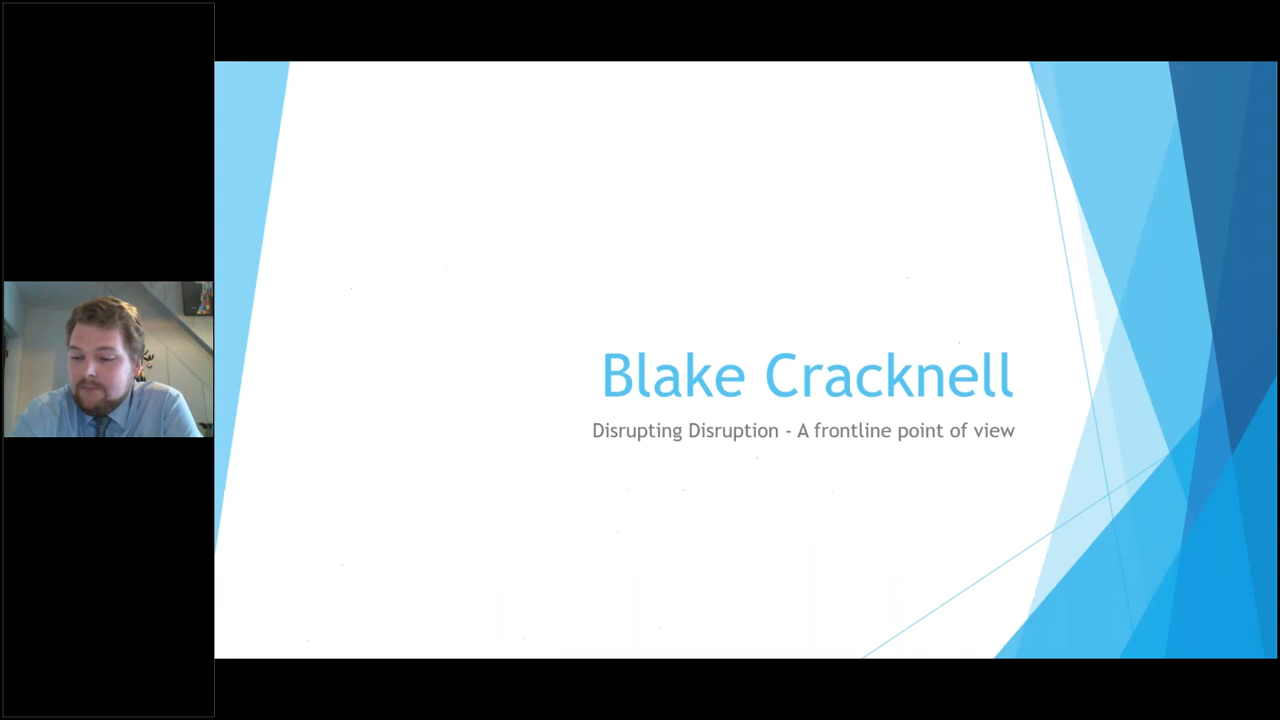 Blake Cracknell
Disrupting Disruption - A frontline point of view